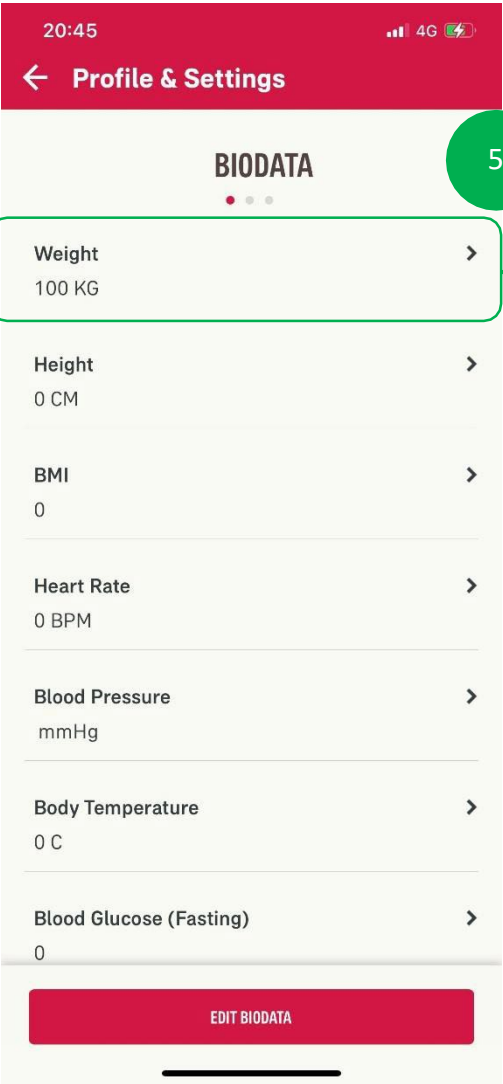 20:45 4G
Profile & Settings
BIODATA
5
Weight
100 KG
Height
0 CM
BMI
0
Heart Rate
0 BPM
Blood Pressure
mmHg
Body Temperature
0 C
Blood Glucose (Fasting)
0
EDIT BIODATA